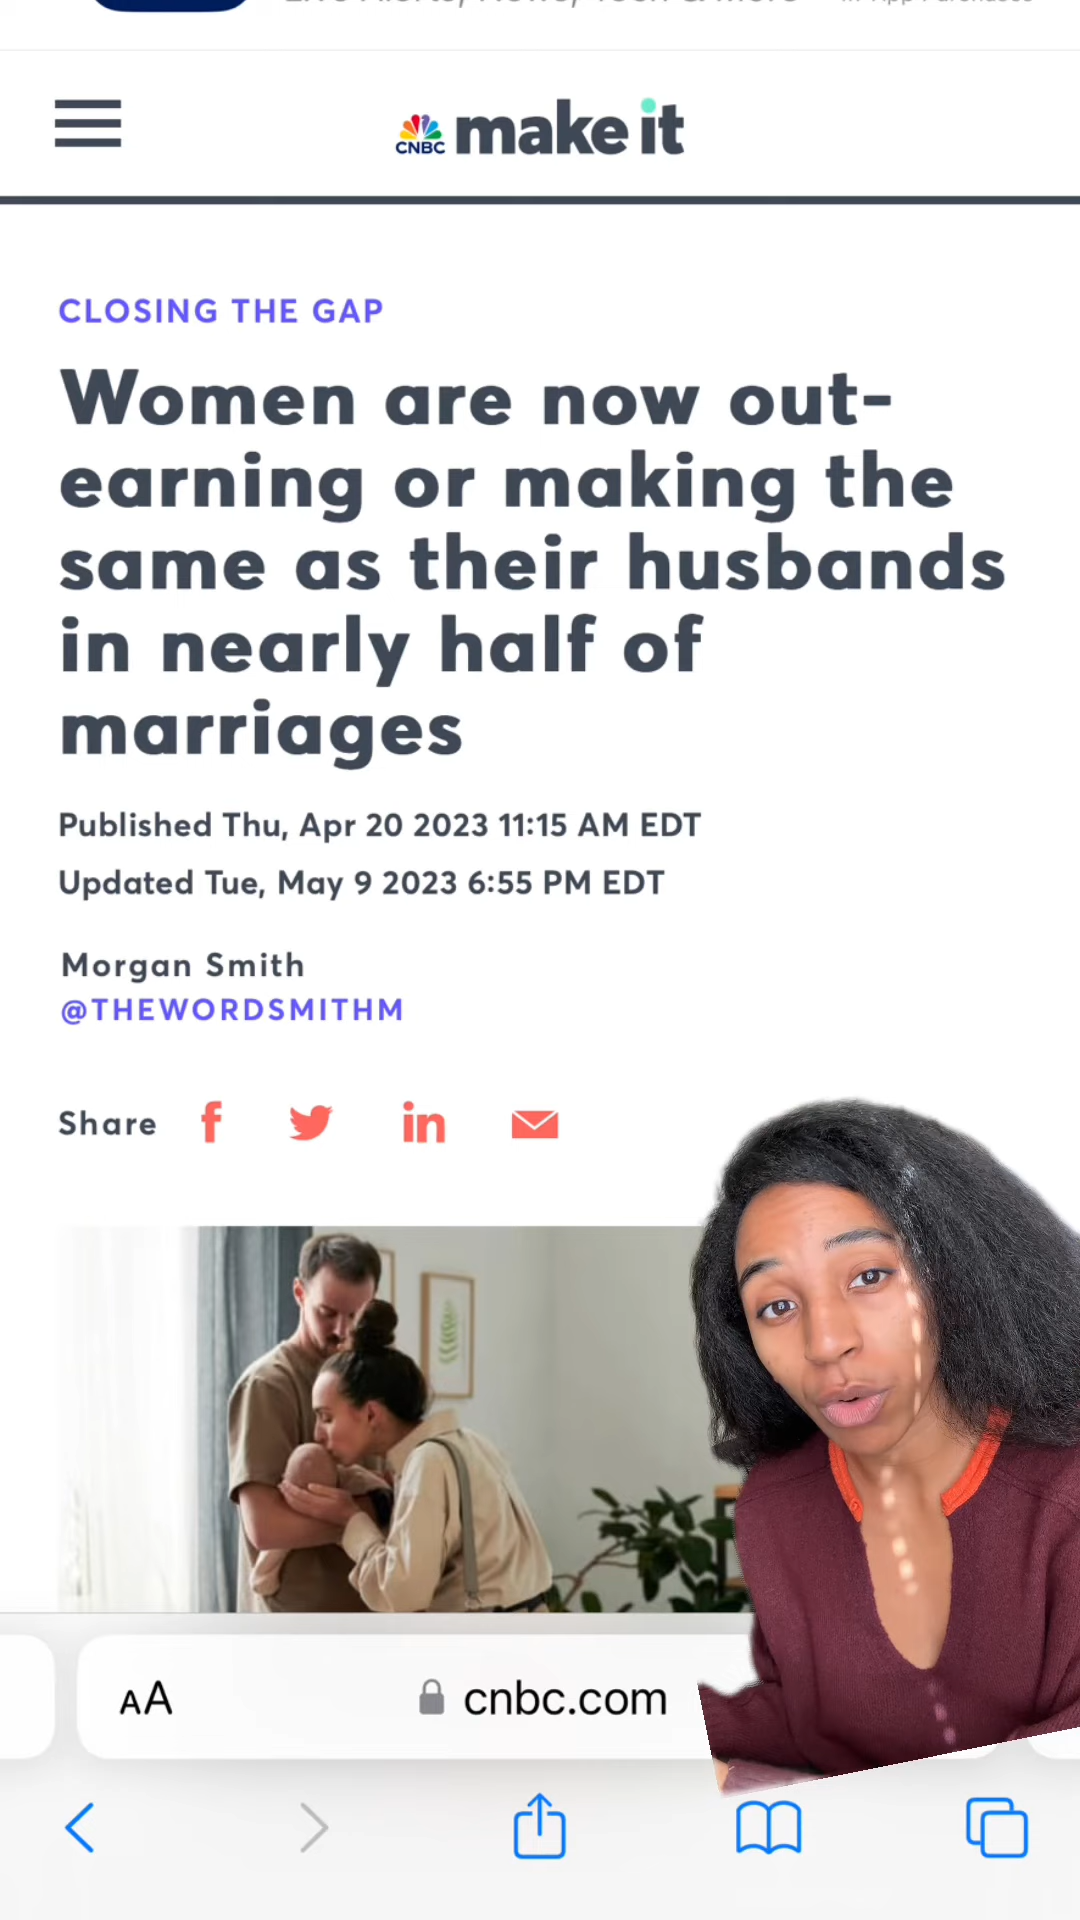 CNBC make it
CLOSING THE GAP
Women are now out-
earning or making the
same as their husbands
in nearly half of
marriages
Published Thu, Apr 20 2023 11:15 AM EDT
Updated Tue, May 9 2023 6:55 PM EDT
Morgan Smith
@THEWORDSMITHM
Share f in
AA cnbc.com